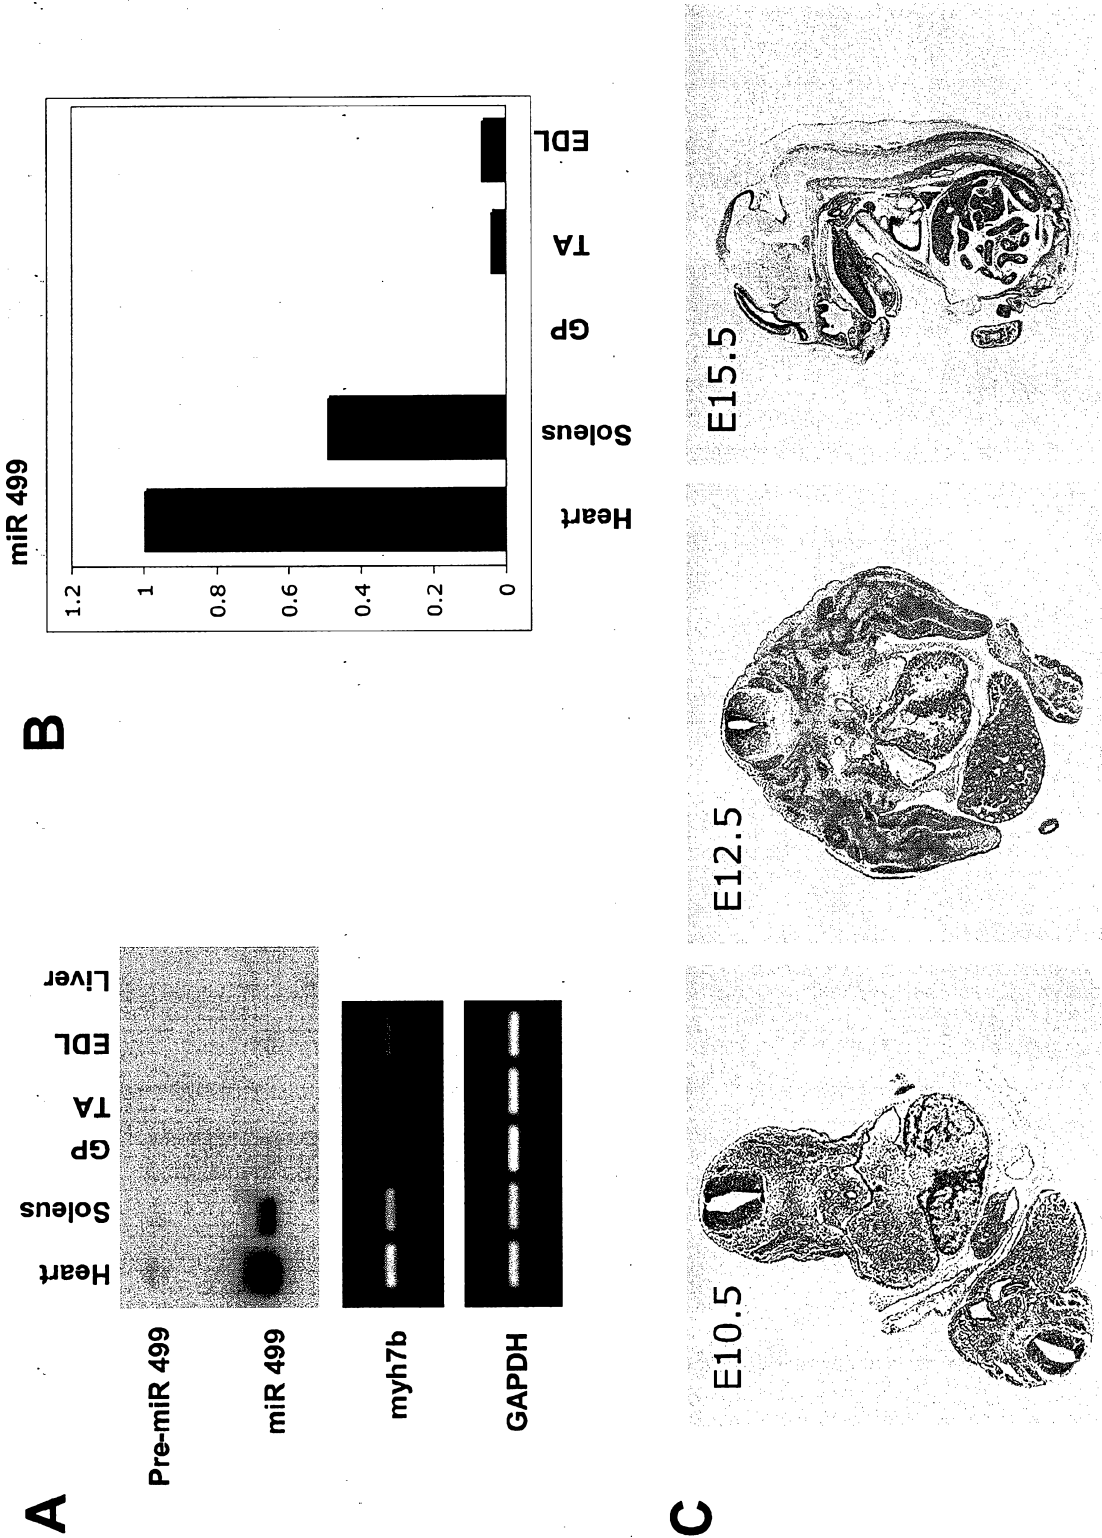 A
Heart
Soleus
GP
TA
EDL
Liver
Pre-miR 499
miR 499
myh7b
GAPDH
B
miR 499
1.2
1
0.8
0.6
0.4
0.2
0
Heart
Soleus
GP
TA
EDL
C
E10.5
E12.5
E15.5